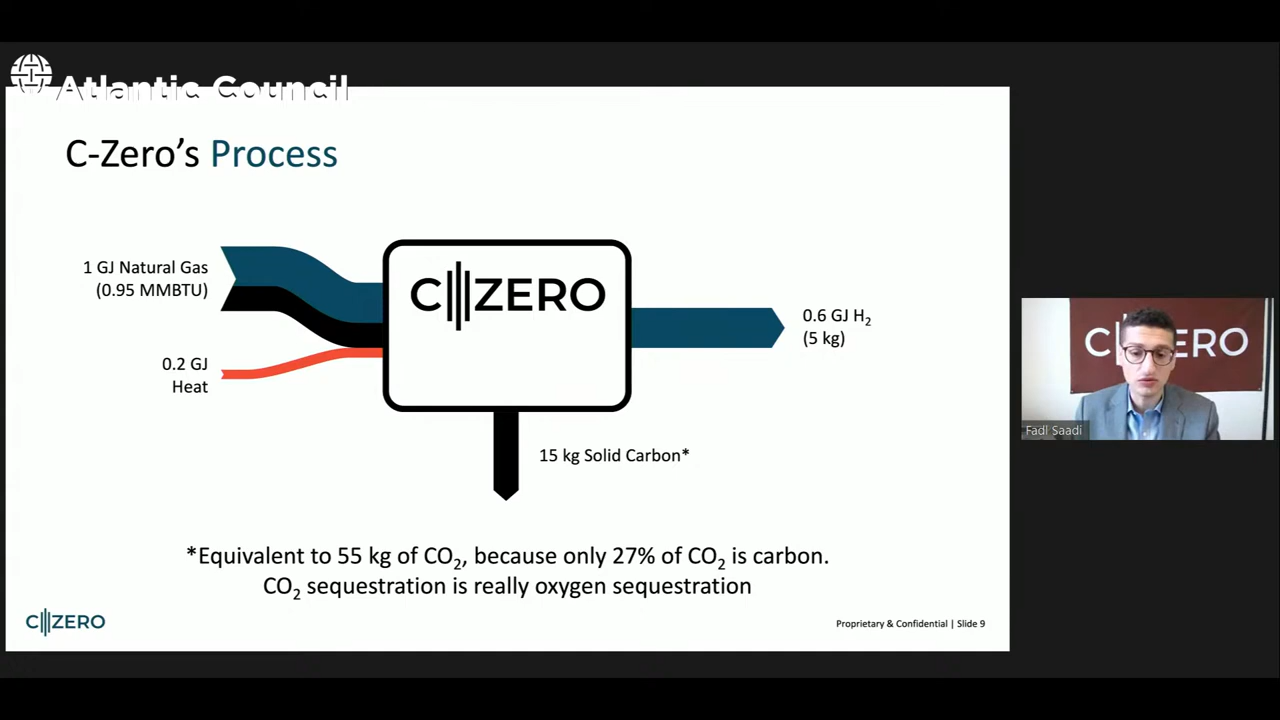 Atlantic Council
C-Zero's Process
1 GJ Natural Gas
(0.95 MMBTU)
0.2 GJ
Heat
C ZERO
0.6 GJ H₂
(5 kg)
15 kg Solid Carbon*
*Equivalent to 55 kg of CO₂, because only 27% of CO₂ is carbon.
CO₂ sequestration is really oxygen sequestration
C ZERO
Proprietary & Confidential | Slide 9
C ZERO
Fadl Saadi